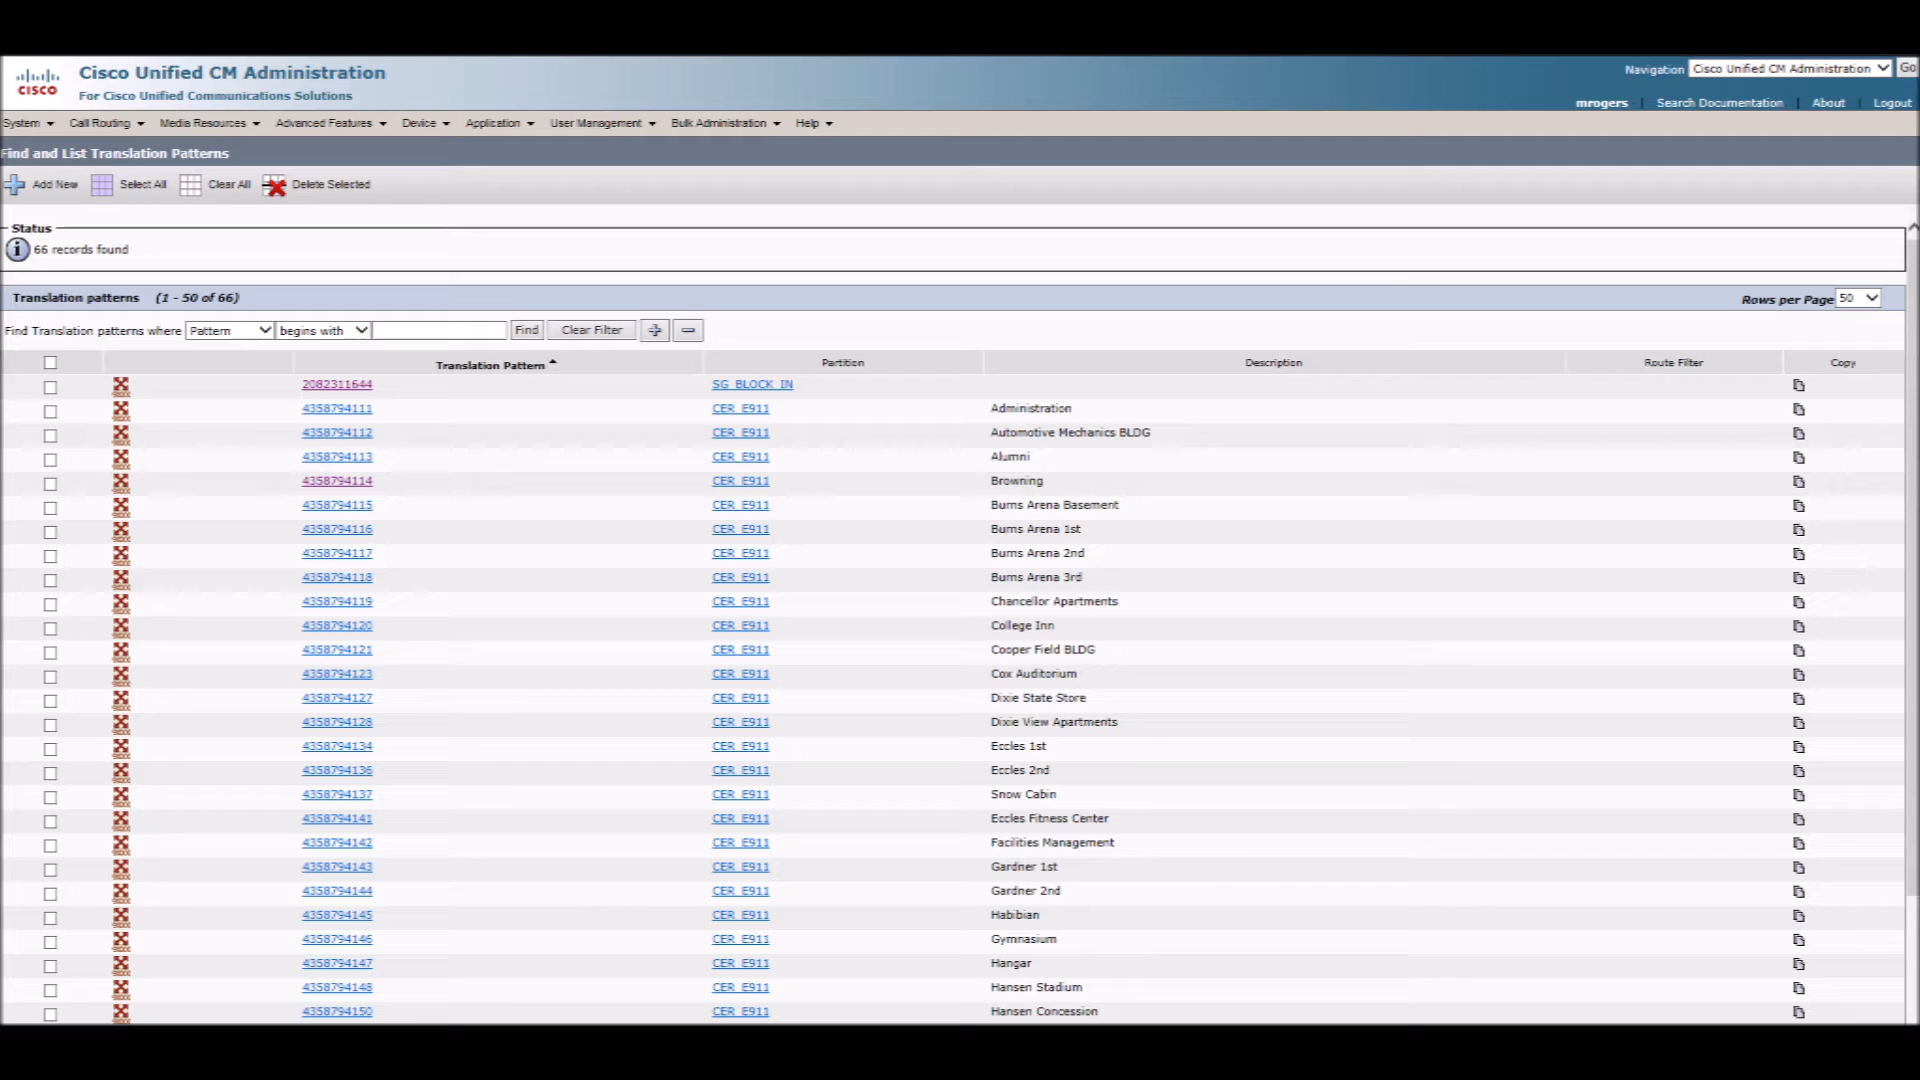 CISCO
Cisco Unified CM Administration
For Cisco Unified Communications Solutions
Navigation Cisco Unified CM Administration Go
mrogers | Search Documentation | About | Logout
System Call Routing Media Resources Advanced Features Device Application User Management Bulk Administration Help
Find and List Translation Patterns
Add New Select All Clear All Delete Selected
Status
66 records found
Translation patterns (1 - 50 of 66) Rows per Page 50
Find Translation patterns where Pattern begins with Find Clear Filter
Translation Pattern Partition Description Route Filter Copy
2082311644 SG_BLOCK_IN
4358794111 CER_E911 Administration
4358794112 CER_E911 Automotive Mechanics BLDG
4358794113 CER_E911 Alumni
4358794114 CER_E911 Browning
4358794115 CER_E911 Burns Arena Basement
4358794116 CER_E911 Burns Arena 1st
4358794117 CER_E911 Burns Arena 2nd
4358794118 CER_E911 Burns Arena 3rd
4358794119 CER_E911 Chancellor Apartments
4358794120 CER_E911 College Inn
4358794121 CER_E911 Cooper Field BLDG
4358794123 CER_E911 Cox Auditorium
4358794127 CER_E911 Dixie State Store
4358794128 CER_E911 Dixie View Apartments
4358794134 CER_E911 Eccles 1st
4358794136 CER_E911 Eccles 2nd
4358794137 CER_E911 Snow Cabin
4358794141 CER_E911 Eccles Fitness Center
4358794142 CER_E911 Facilities Management
4358794143 CER_E911 Gardner 1st
4358794144 CER_E911 Gardner 2nd
4358794145 CER_E911 Habibian
4358794146 CER_E911 Gymnasium
4358794147 CER_E911 Hangar
4358794148 CER_E911 Hansen Stadium
4358794150 CER_E911 Hansen Concession